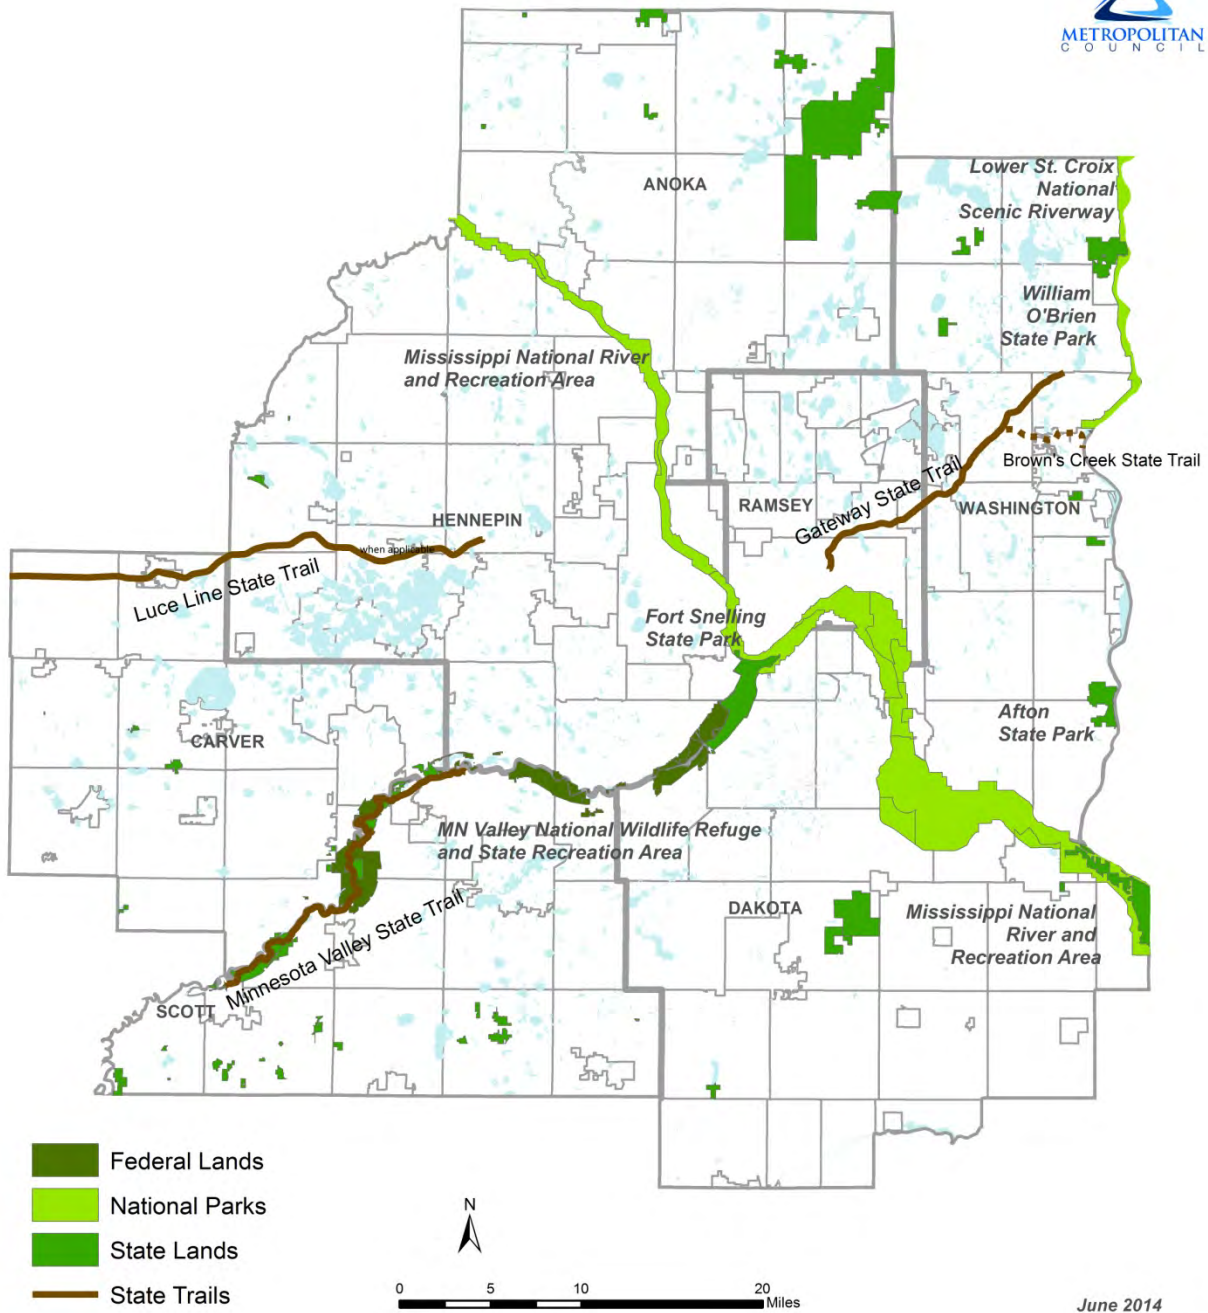 METROPOLITAN
COUNCIL
Lower St. Croix
National
Scenic Riverway
ANOKA
William
O'Brien
State Park
Mississippi National River
and Recreation Area
Brown's Creek State Trail
Gateway State Trail
RAMSEY
WASHINGTON
HENNEPIN
when applicable
Luce Line State Trail
Fort Snelling
State Park
Afton
State Park
CARVER
MN Valley National Wildlife Refuge
and State Recreation Area
Minnesota Valley State Trail
DAKOTA
Mississippi National
River and
Recreation Area
SCOTT
Federal Lands
National Parks
State Lands
State Trails
N
0 5 10 20
Miles
June 2014